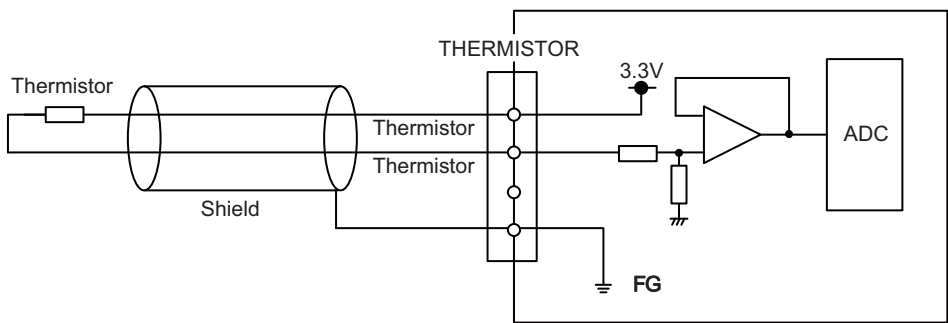 THERMISTOR
3.3V
Thermistor
Thermistor
ADC
Thermistor
Shield
FG